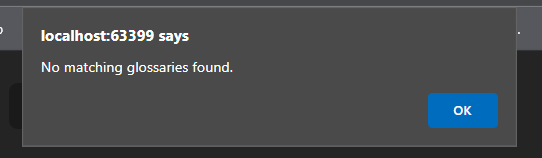 localhost:63399 says
No matching glossaries found.
OK